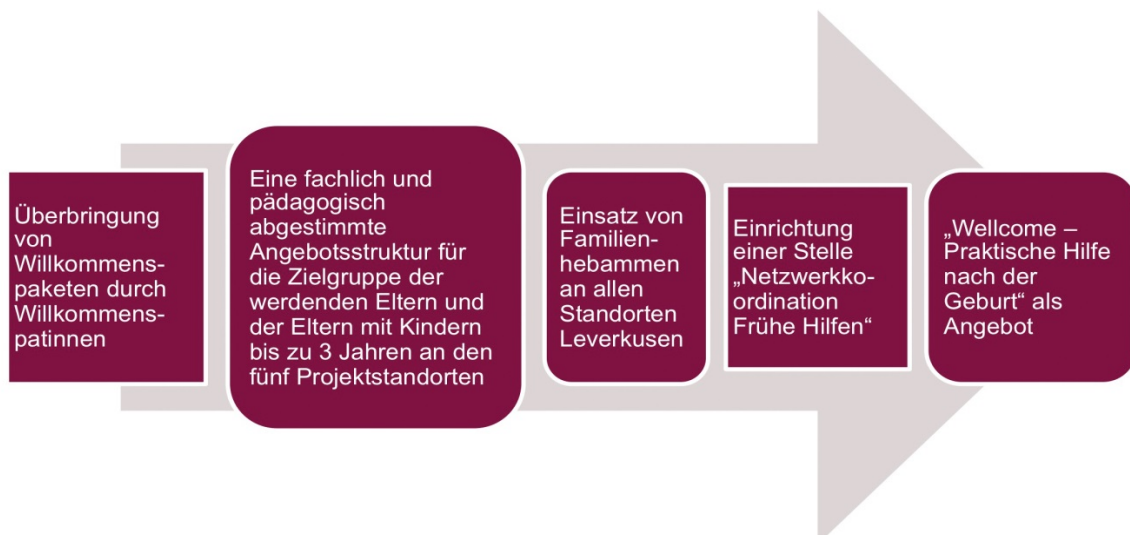 Überbringung
von
Willkommens-
paketen durch
Willkommens-
patinnen
Eine fachlich und
pädagogisch
abgestimmte
Angebotsstruktur für
die Zielgruppe der
werdenden Eltern und
der Eltern mit Kindern
bis zu 3 Jahren an den
fünf Projektstandorten
Einsatz von
Familien-
hebammen
an allen
Standorten
Leverkusen
Einrichtung
einer Stelle
„Netzwerkko-
ordination
Frühe Hilfen“
„Wellcome –
Praktische Hilfe
nach der
Geburt“ als
Angebot